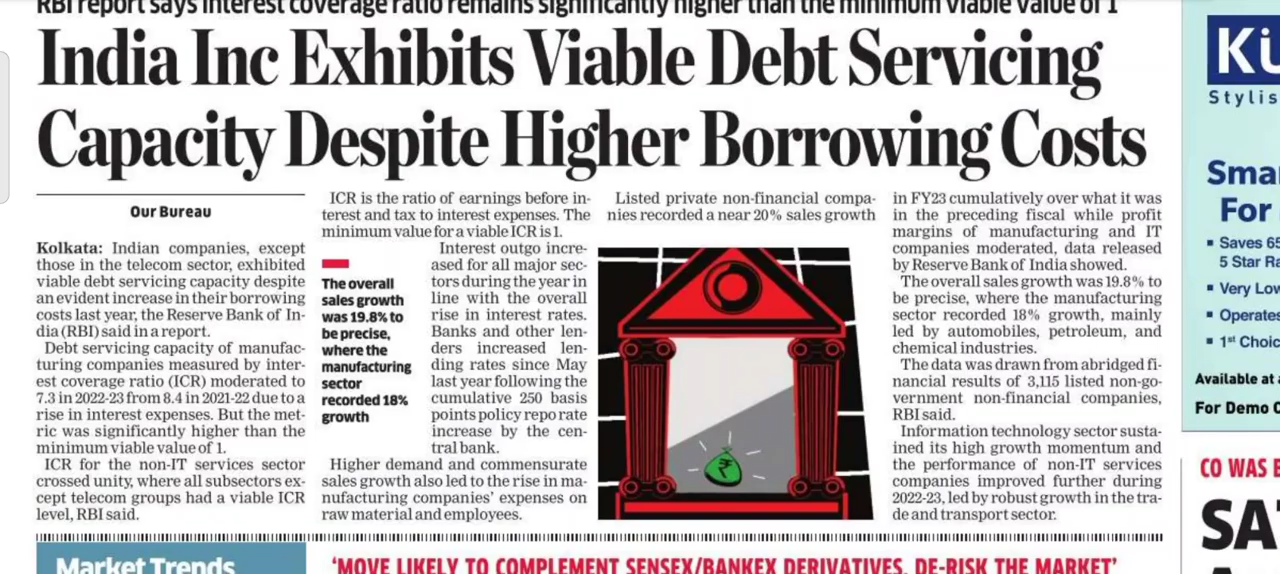 RBI report says interest coverage ratio remains significantly higher than the minimum viable value of 1
India Inc Exhibits Viable Debt Servicing
Capacity Despite Higher Borrowing Costs
Our Bureau
Kolkata: Indian companies, except
those in the telecom sector, exhibited
viable debt servicing capacity despite
an evident increase in their borrowing
costs last year, the Reserve Bank of In-
dia (RBI) said in a report.
Debt servicing capacity of manufac-
turing companies measured by inter-
est coverage ratio (ICR) moderated to
7.3 in 2022-23 from 8.4 in 2021-22 due to a
rise in interest expenses. But the met-
ric was significantly higher than the
minimum viable value of 1.
ICR for the non-IT services sector
crossed unity, where all subsectors ex-
cept telecom groups had a viable ICR
level, RBI said.
ICR is the ratio of earnings before in-
terest and tax to interest expenses. The
minimum value for a viable ICR is 1.
Interest outgo incre-
ased for all major sec-
tors during the year in
line with the overall
rise in interest rates.
Banks and other len-
ders increased len-
ding rates since May
last year following the
cumulative 250 basis
points policy repo rate
increase by the cen-
tral bank.
Higher demand and commensurate
sales growth also led to the rise in ma-
nufacturing companies' expenses on
raw material and employees.
The overall
sales growth
was 19.8% to
be precise,
where the
manufacturing
sector
recorded 18%
growth
Listed private non-financial compa-
nies recorded a near 20% sales growth
₹
in FY23 cumulatively over what it was
in the preceding fiscal while profit
margins of manufacturing and IT
companies moderated, data released
by Reserve Bank of India showed.
The overall sales growth was 19.8% to
be precise, where the manufacturing
sector recorded 18% growth, mainly
led by automobiles, petroleum, and
chemical industries.
The data was drawn from abridged fi-
nancial results of 3,115 listed non-go-
vernment non-financial companies,
RBI said.
Information technology sector susta-
ined its high growth momentum and
the performance of non-IT services
companies improved further during
2022-23, led by robust growth in the tra-
de and transport sector.
Market Trends
'MOVE LIKELY TO COMPLEMENT SENSEX/BANKEX DERIVATIVES, DE-RISK THE MARKET'
Stylis
Smar
For
▪ Saves 65
5 Star Ra
▪ Very Low
▪ Operates
▪ 1st Choic
Available at a
For Demo C
CO WAS
SA